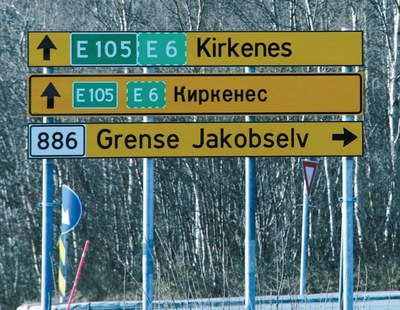 E 105 E 6 Kirkenes
E 105 E 6 Киркенес
886 Grense Jakobselv